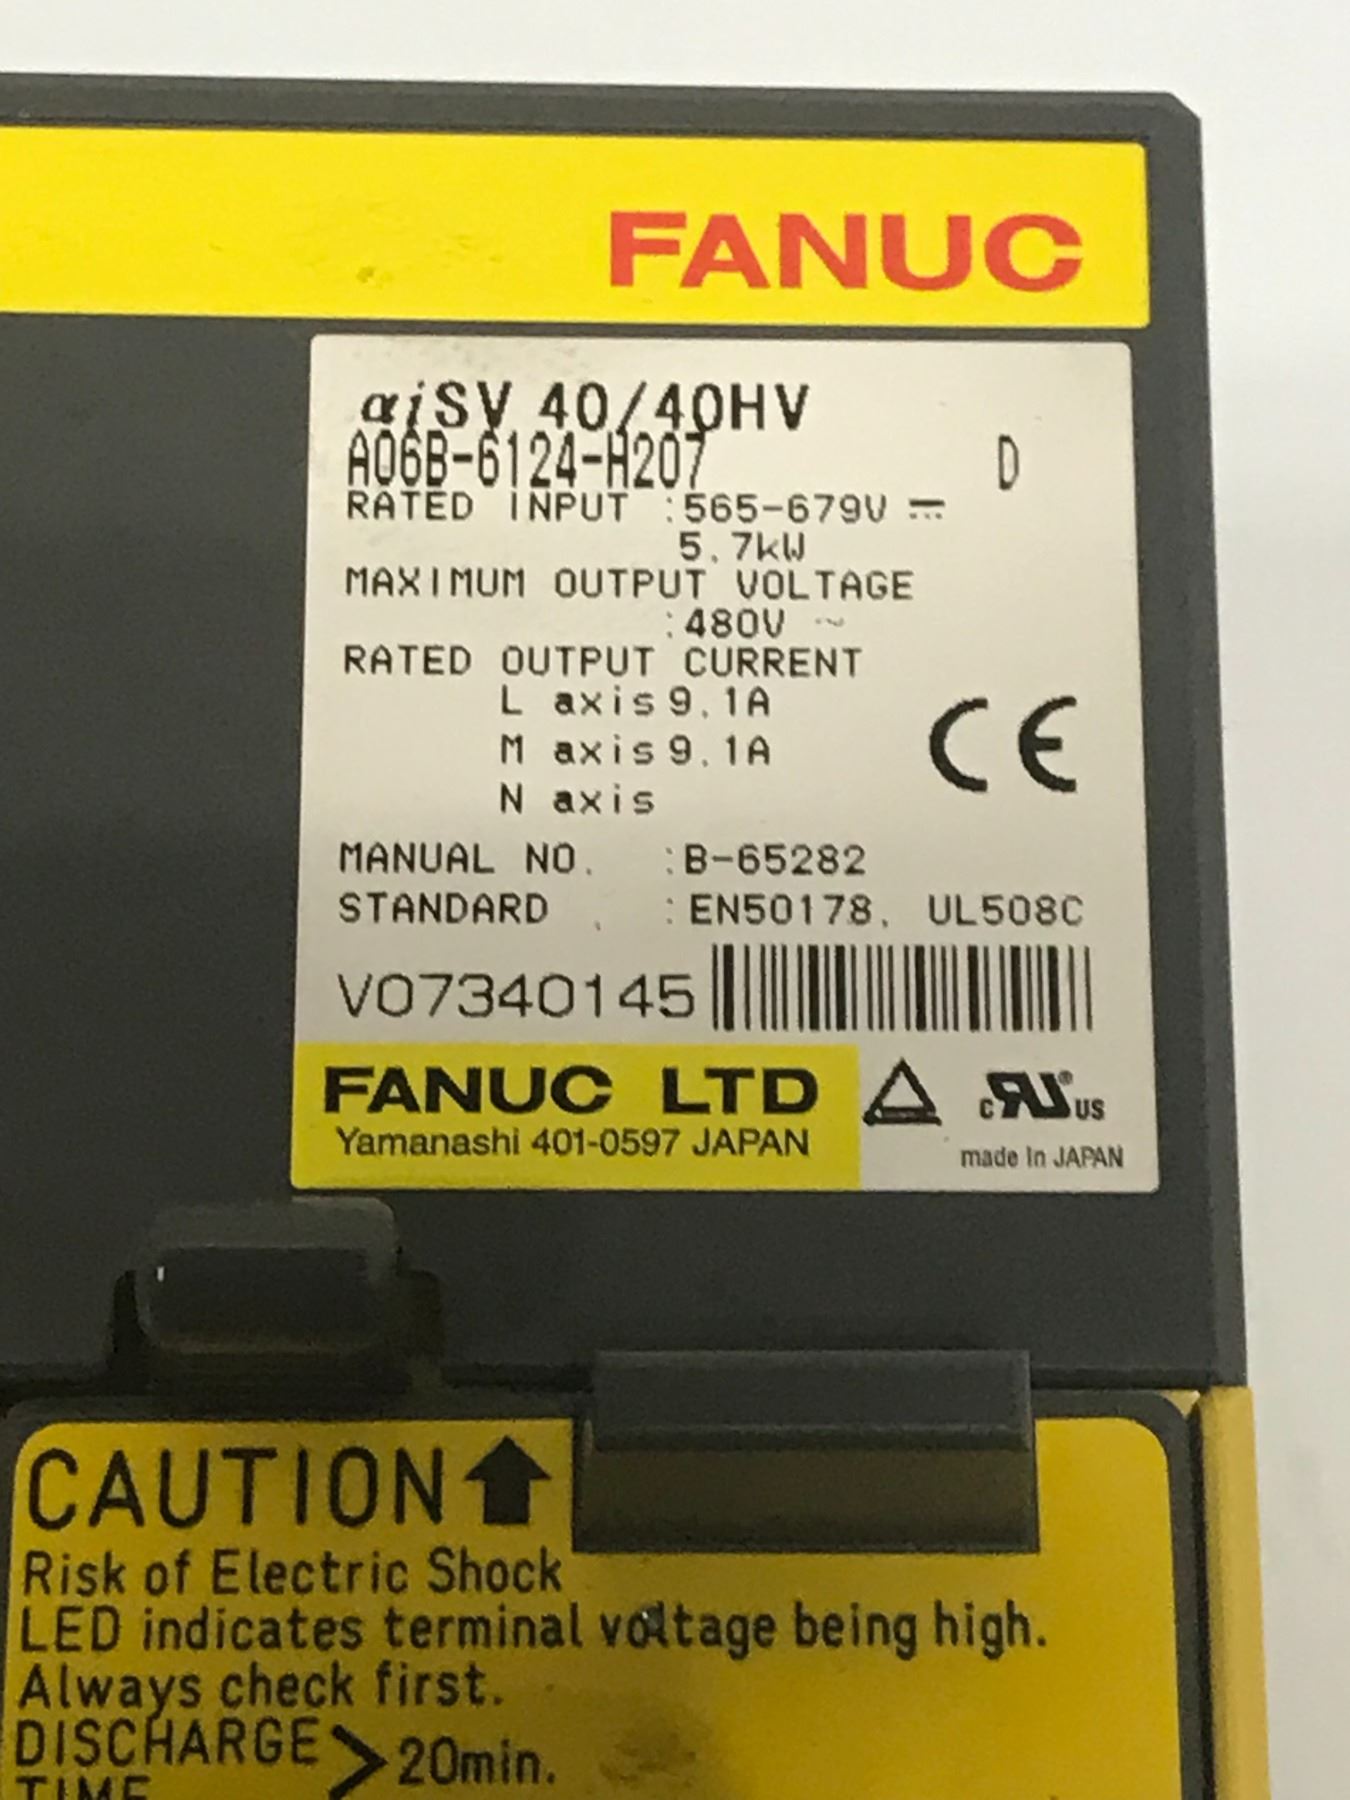 FANUC
αiSV 40/40HV
A06B-6124-H207 D
RATED INPUT :565-679V ⎓
5.7kW
MAXIMUM OUTPUT VOLTAGE
:480V ~
RATED OUTPUT CURRENT
L axis 9.1A
M axis 9.1A
N axis
MANUAL NO. :B-65282
STANDARD :EN50178, UL508C
V07340145
FANUC LTD
Yamanashi 401-0597 JAPAN
c RU ® US
made in JAPAN
CE
CAUTION
Risk of Electric Shock
LED indicates terminal voltage being high.
Always check first.
DISCHARGE > 20min.
TIME